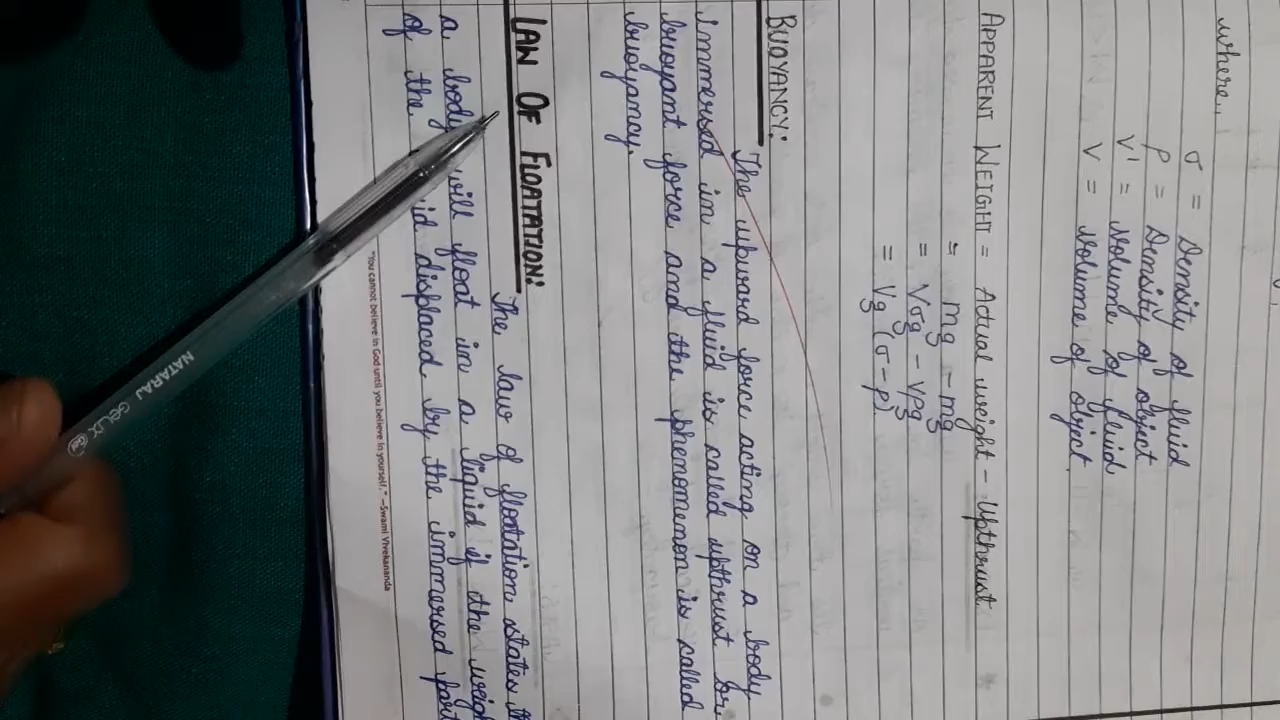 where,
σ = Density of fluid
ρ = Density of object
V' = Volume of fluid
V = Volume of object
APPARENT WEIGHT = Actual weight - Upthrust
= mg - mg
= Vσg - Vρg
= Vg (σ - ρ)
BUOYANCY:
The upward force acting on a body
immersed in a fluid is called upthrust or
buoyant force and the phenomenon is called
buoyancy.
LAW OF FLOATATION:
The law of floatation states
a body will float in a liquid if the
of the displaced by the immersed
"You cannot believe in God until you believe in yourself." -Swami Vivekananda
NATARAJ GELIX